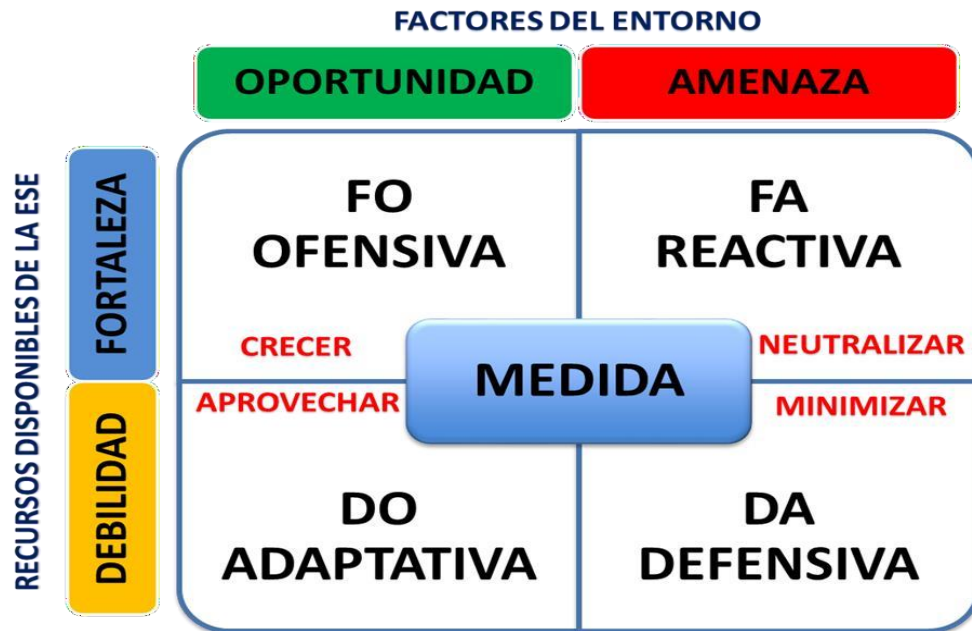 FACTORES DEL ENTORNO
OPORTUNIDAD
AMENAZA
RECURSOS DISPONIBLES DE LA ESE
FORTALEZA
FO
OFENSIVA
FA
REACTIVA
CRECER
NEUTRALIZAR
MEDIDA
APROVECHAR
MINIMIZAR
DEBILIDAD
DO
ADAPTATIVA
DA
DEFENSIVA